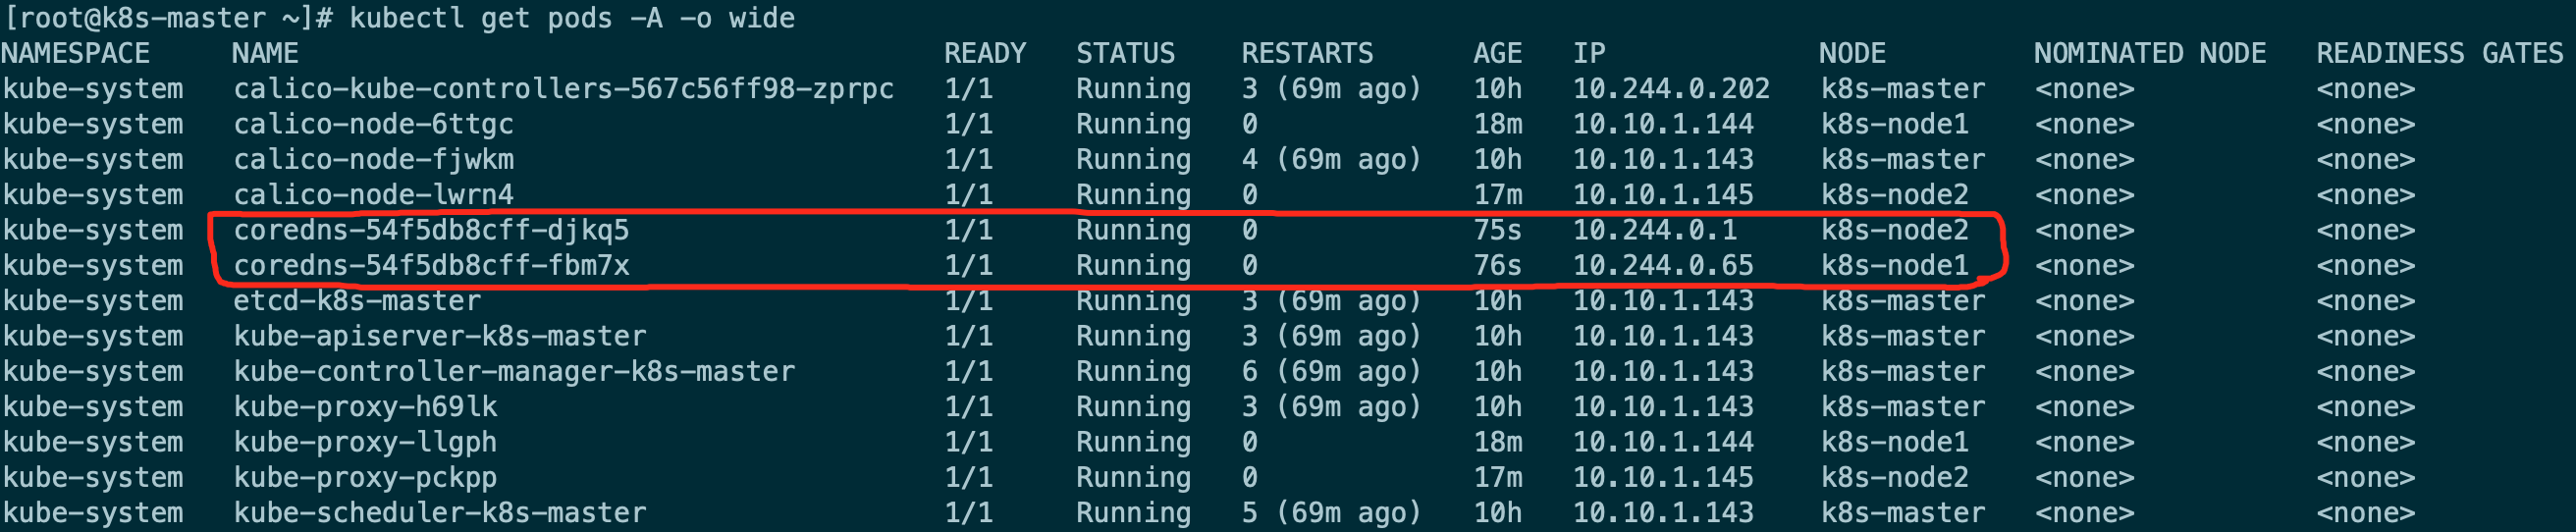 [root@k8s-master ~]# kubectl get pods -A -o wide
NAMESPACE     NAME                                       READY   STATUS    RESTARTS      AGE   IP             NODE         NOMINATED NODE   READINESS GATES
kube-system   calico-kube-controllers-567c56ff98-zprpc   1/1     Running   3 (69m ago)   10h   10.244.0.202   k8s-master   <none>           <none>
kube-system   calico-node-6ttgc                          1/1     Running   0             18m   10.10.1.144    k8s-node1    <none>           <none>
kube-system   calico-node-fjwkm                          1/1     Running   4 (69m ago)   10h   10.10.1.143    k8s-master   <none>           <none>
kube-system   calico-node-lwrn4                          1/1     Running   0             17m   10.10.1.145    k8s-node2    <none>           <none>
kube-system   coredns-54f5db8cff-djkq5                   1/1     Running   0             75s   10.244.0.1     k8s-node2    <none>           <none>
kube-system   coredns-54f5db8cff-fbm7x                   1/1     Running   0             76s   10.244.0.65    k8s-node1    <none>           <none>
kube-system   etcd-k8s-master                            1/1     Running   3 (69m ago)   10h   10.10.1.143    k8s-master   <none>           <none>
kube-system   kube-apiserver-k8s-master                  1/1     Running   3 (69m ago)   10h   10.10.1.143    k8s-master   <none>           <none>
kube-system   kube-controller-manager-k8s-master         1/1     Running   6 (69m ago)   10h   10.10.1.143    k8s-master   <none>           <none>
kube-system   kube-proxy-h69lk                           1/1     Running   3 (69m ago)   10h   10.10.1.143    k8s-master   <none>           <none>
kube-system   kube-proxy-llgph                           1/1     Running   0             18m   10.10.1.144    k8s-node1    <none>           <none>
kube-system   kube-proxy-pckpp                           1/1     Running   0             17m   10.10.1.145    k8s-node2    <none>           <none>
kube-system   kube-scheduler-k8s-master                  1/1     Running   5 (69m ago)   10h   10.10.1.143    k8s-master   <none>           <none>